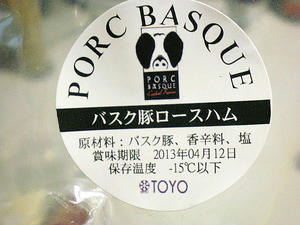 PORC BASQUE
PORC
BASQUE
バスク豚ロースハム
原材料:バスク豚、香辛料、塩
賞味期限 2013年04月12日
保存温度 -15℃以下
TOYO